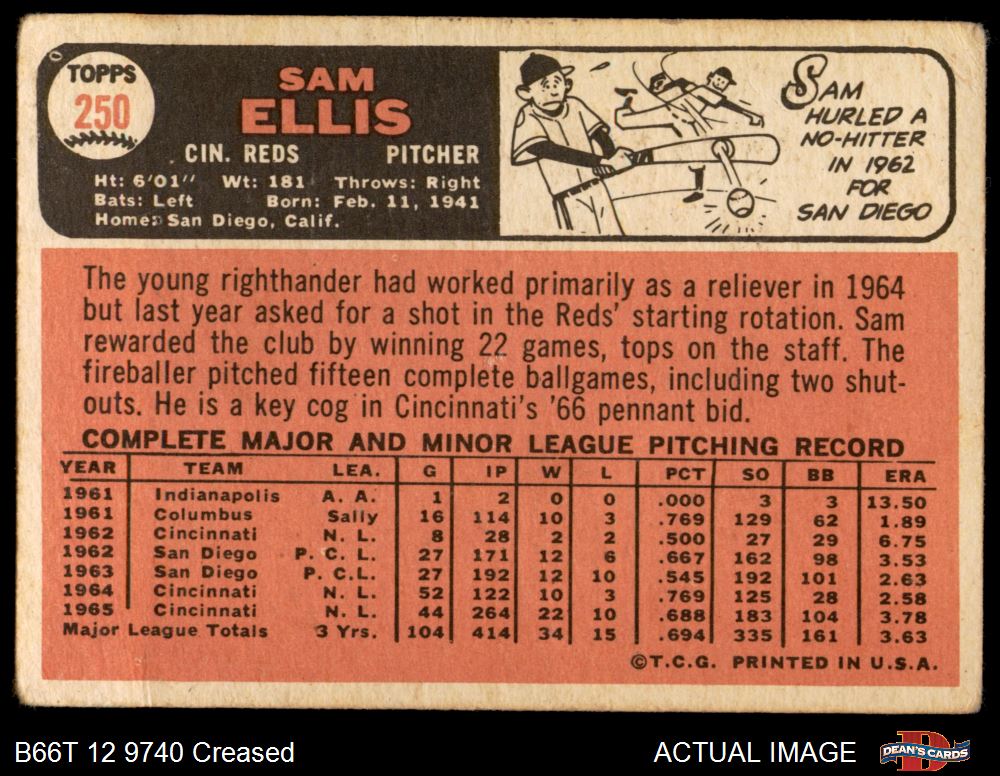 TOPPS
250
SAM
ELLIS
CIN. REDS PITCHER
Ht: 6'01" Wt: 181 Throws: Right
Bats: Left Born: Feb. 11, 1941
Home: San Diego, Calif.
SAM
HURLED A
NO-HITTER
IN 1962
FOR
SAN DIEGO
The young righthander had worked primarily as a reliever in 1964
but last year asked for a shot in the Reds' starting rotation. Sam
rewarded the club by winning 22 games, tops on the staff. The
fireballer pitched fifteen complete ballgames, including two shut-
outs. He is a key cog in Cincinnati's '66 pennant bid.
COMPLETE MAJOR AND MINOR LEAGUE PITCHING RECORD
YEAR TEAM LEA. G IP W L PCT SO BB ERA
1961 Indianapolis A. A. 1 2 0 0 .000 3 3 13.50
1961 Columbus Sally 16 114 10 3 .769 129 62 1.89
1962 Cincinnati N. L. 8 28 2 2 .500 27 29 6.75
1962 San Diego P. C. L. 27 171 12 6 .667 162 98 3.53
1963 San Diego P. C.L. 27 192 12 10 .545 192 101 2.63
1964 Cincinnati N. L. 52 122 10 3 .769 125 28 2.58
1965 Cincinnati N. L. 44 264 22 10 .688 183 104 3.78
Major League Totals 3 Yrs. 104 414 34 15 .694 335 161 3.63
©T.C.G. PRINTED IN U.S.A.
B66T 12 9740 Creased
ACTUAL IMAGE
DEAN'S CARDS